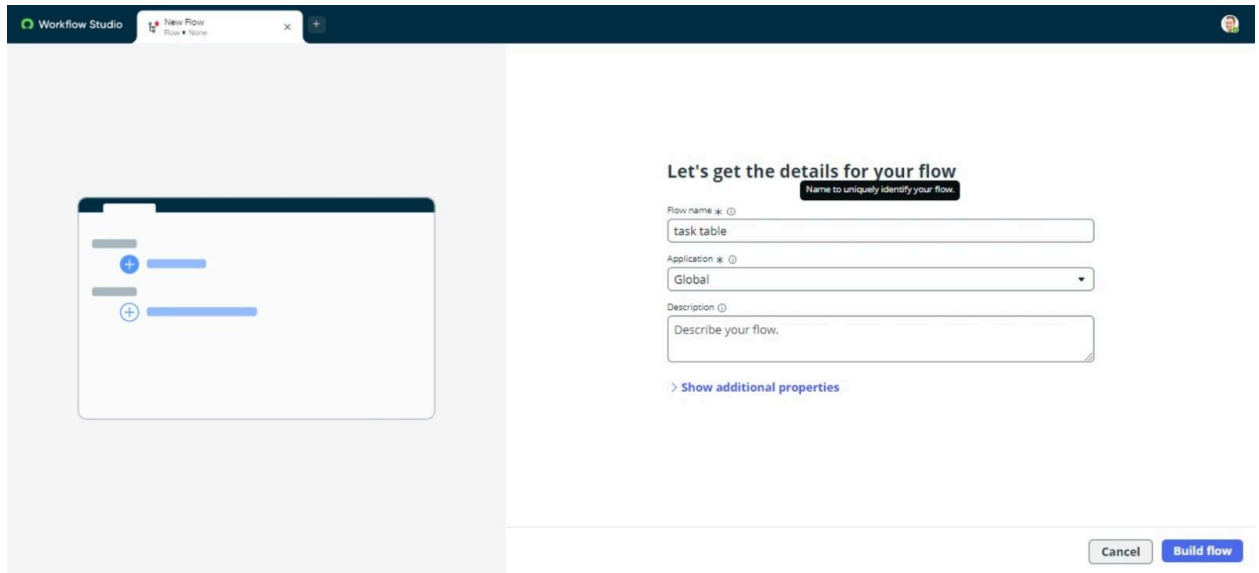 Workflow Studio
New Flow
Flow • None
Let's get the details for your flow
Name to uniquely identify your flow.
Flow name *
task table
Application *
Global
Description
Describe your flow.
Show additional properties
Cancel
Build flow